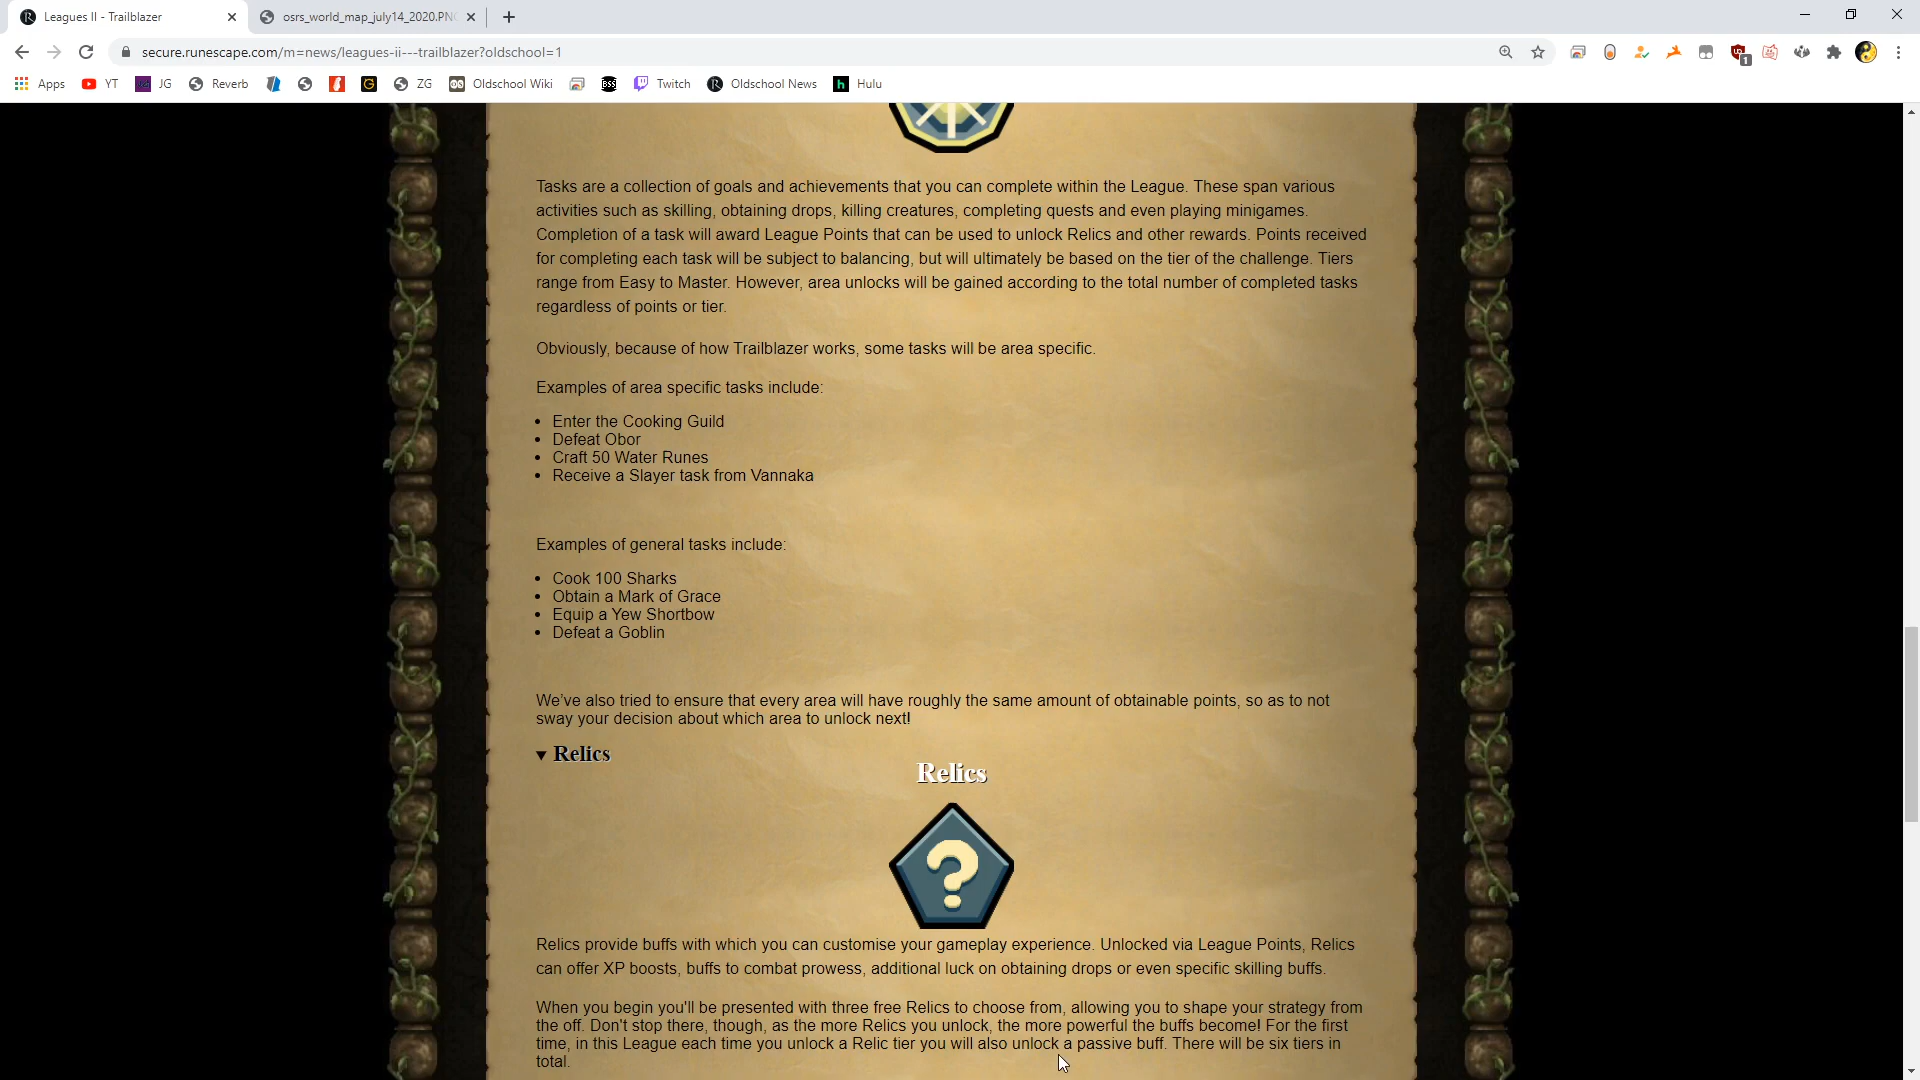 Leagues II - Trailblazer
osrs_world_map_july14_2020.PN
secure.runescape.com/m=news/leagues-ii---trailblazer?oldschool=1
Apps YT JG Reverb G ZG Oldschool Wiki BSS Twitch Oldschool News h Hulu
Tasks are a collection of goals and achievements that you can complete within the League. These span various
activities such as skilling, obtaining drops, killing creatures, completing quests and even playing minigames.
Completion of a task will award League Points that can be used to unlock Relics and other rewards. Points received
for completing each task will be subject to balancing, but will ultimately be based on the tier of the challenge. Tiers
range from Easy to Master. However, area unlocks will be gained according to the total number of completed tasks
regardless of points or tier.
Obviously, because of how Trailblazer works, some tasks will be area specific.
Examples of area specific tasks include:
• Enter the Cooking Guild
• Defeat Obor
• Craft 50 Water Runes
• Receive a Slayer task from Vannaka
Examples of general tasks include:
• Cook 100 Sharks
• Obtain a Mark of Grace
• Equip a Yew Shortbow
• Defeat a Goblin
We've also tried to ensure that every area will have roughly the same amount of obtainable points, so as to not
sway your decision about which area to unlock next!
▼ Relics
Relics
?
Relics provide buffs with which you can customise your gameplay experience. Unlocked via League Points, Relics
can offer XP boosts, buffs to combat prowess, additional luck on obtaining drops or even specific skilling buffs.
When you begin you'll be presented with three free Relics to choose from, allowing you to shape your strategy from
the off. Don't stop there, though, as the more Relics you unlock, the more powerful the buffs become! For the first
time, in this League each time you unlock a Relic tier you will also unlock a passive buff. There will be six tiers in
total.